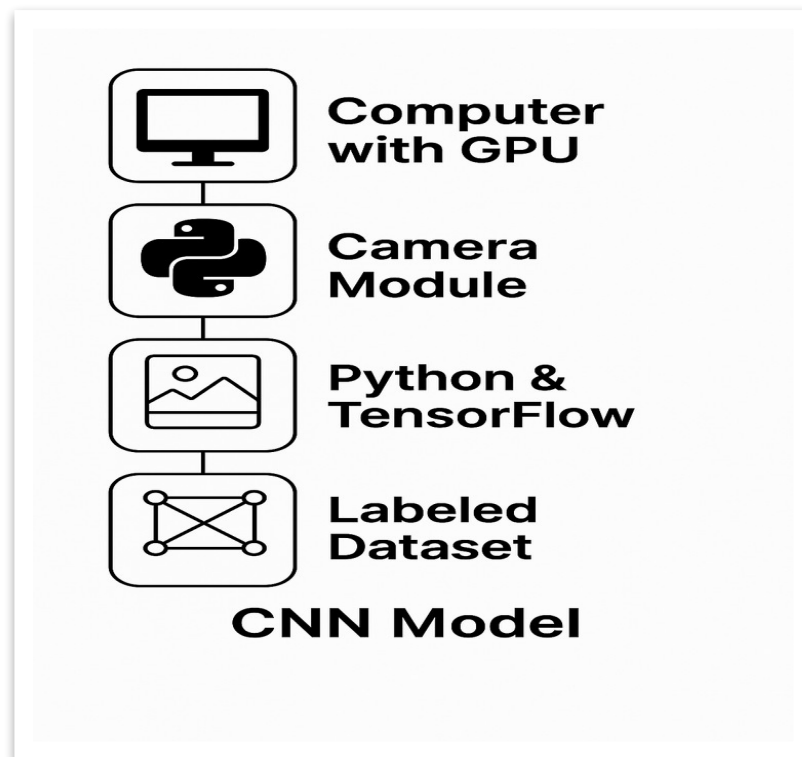 Computer
with GPU
Camera
Module
Python &
TensorFlow
Labeled
Dataset
CNN Model